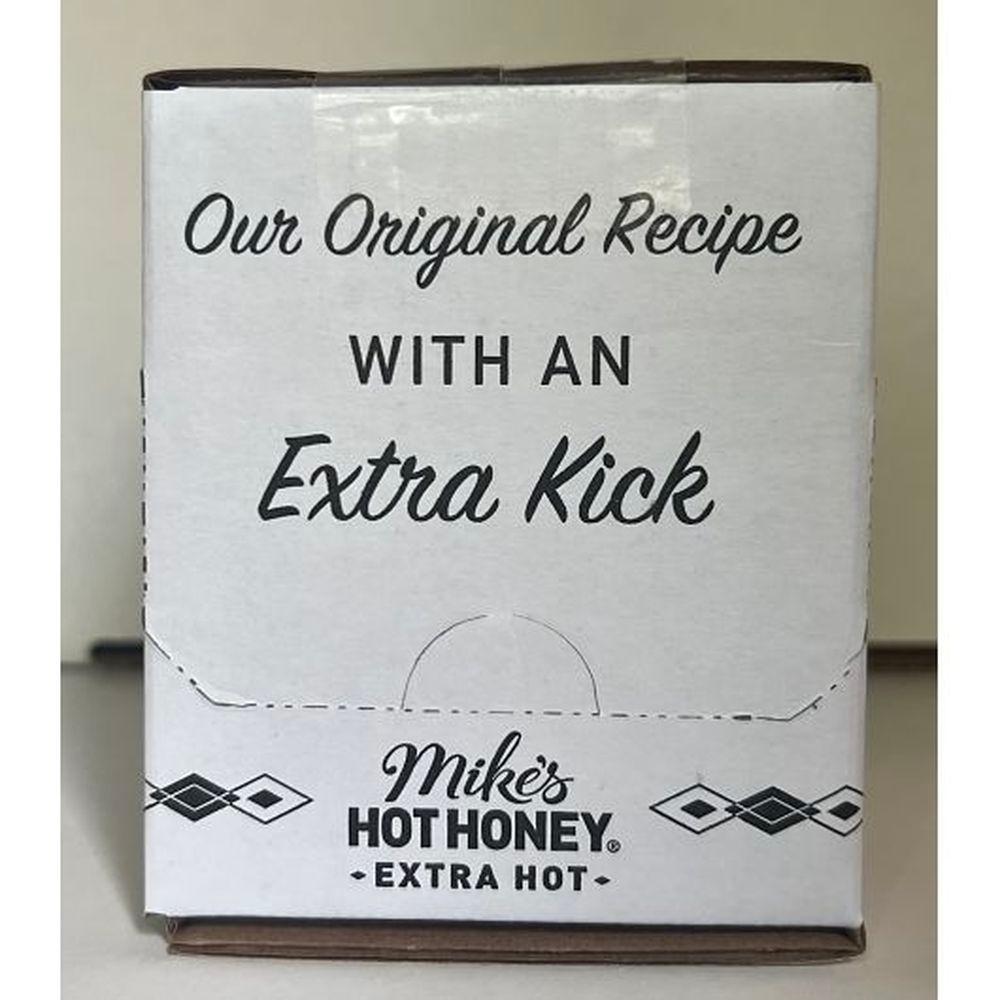 Our Original Recipe
WITH AN
Extra Kick
Mike's
HOT HONEY®
EXTRA HOT